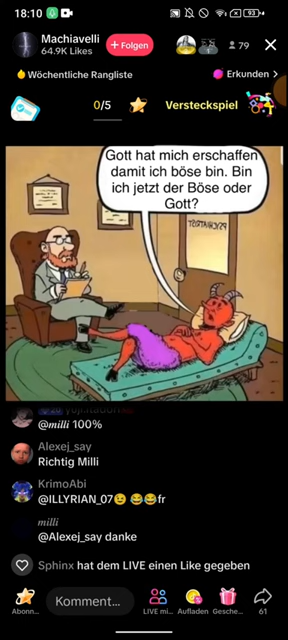 18:10
93
Machiavelli
64.9K Likes
+ Folgen
79
Wöchentliche Rangliste
Erkunden >
0/5
Versteckspiel
Gott hat mich erschaffen
damit ich böse bin. Bin
ich jetzt der Böse oder
Gott?
PSYCHIATRIST
@milli 100%
Alexej_say
Richtig Milli
KrimoAbi
@ILLYRIAN_07😉 😂😂fr
milli
@Alexej_say danke
Sphinx hat dem LIVE einen Like gegeben
Abonn...
Komment...
LIVE mi...
Aufladen
Gesche...
61